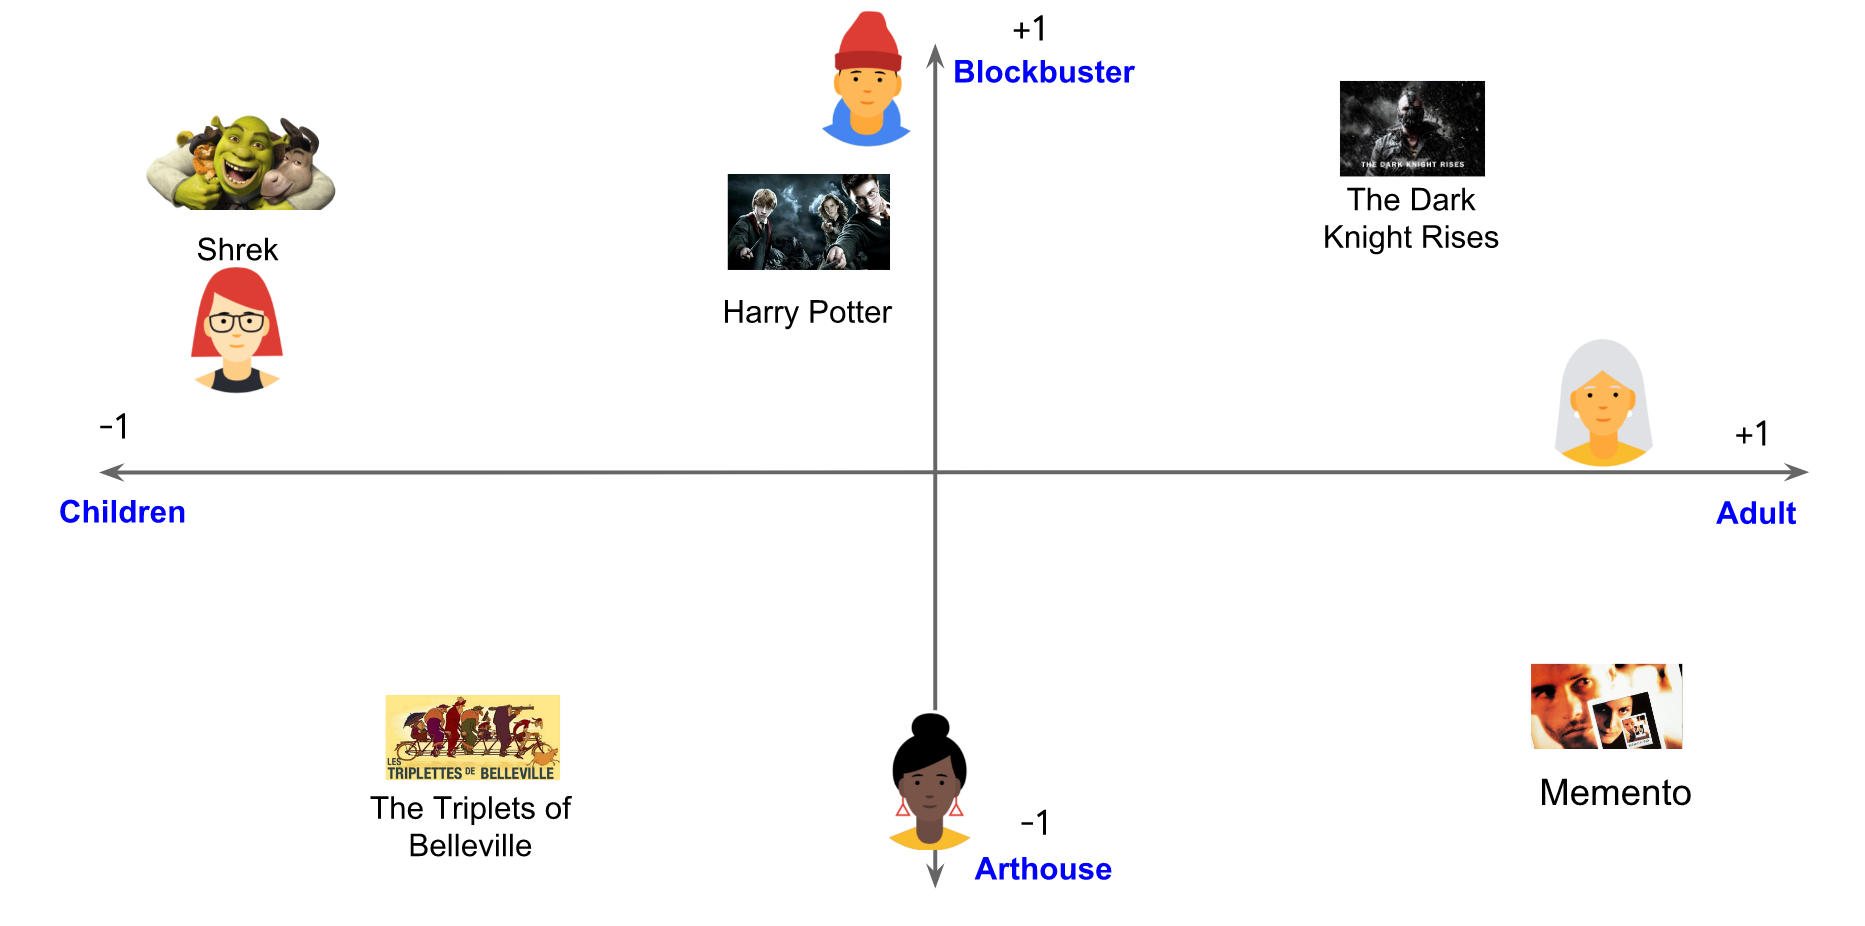 +1
Blockbuster
THE DARK KNIGHT RISES
The Dark
Knight Rises
Shrek
Harry Potter
−1
+1
Children
Adult
LES
TRIPLETTES DE BELLEVILLE
The Triplets of
Belleville
Memento
−1
Arthouse